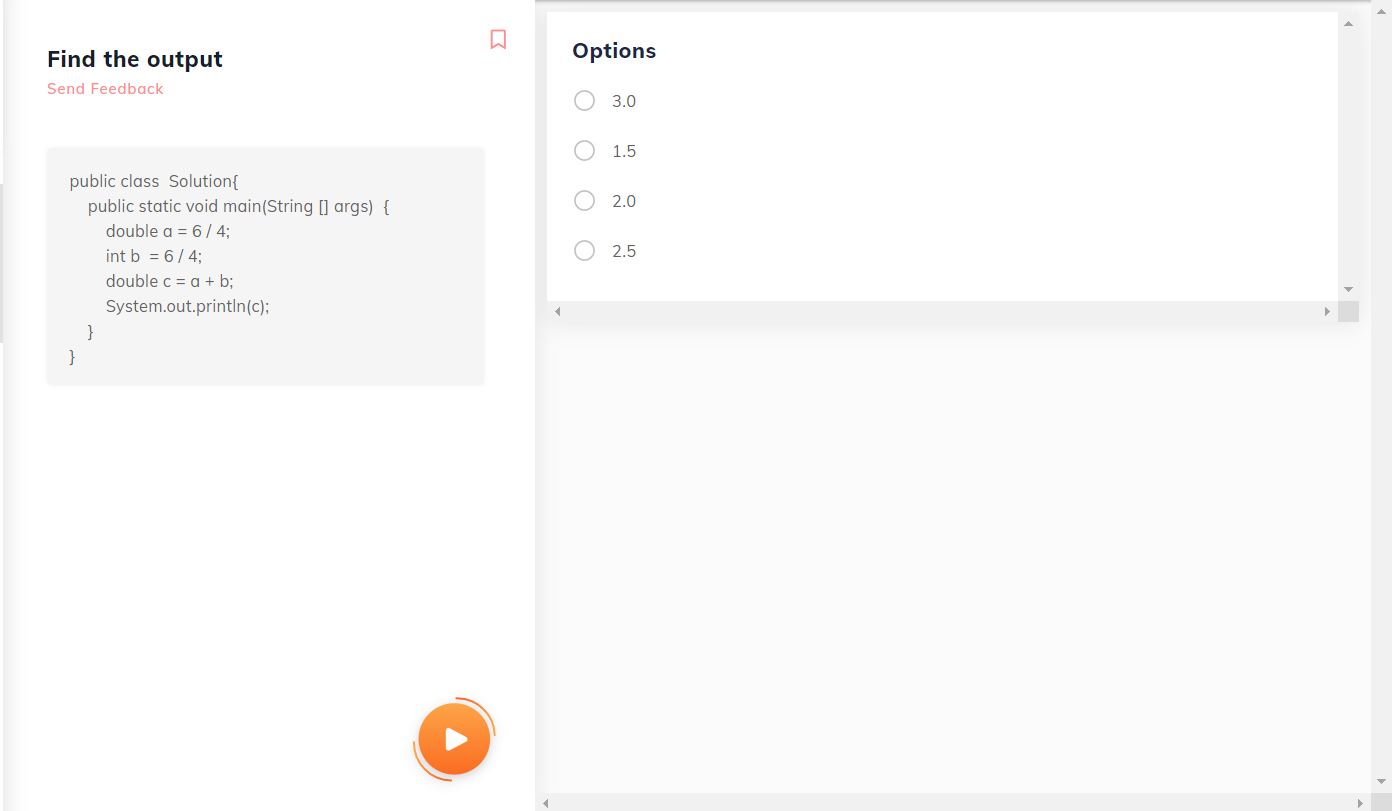 Find the output
Send Feedback
public class  Solution{
    public static void main(String [] args)  {
        double a = 6 / 4;
        int b  = 6 / 4;
        double c = a + b;
        System.out.println(c);
    }
}
Options
3.0
1.5
2.0
2.5